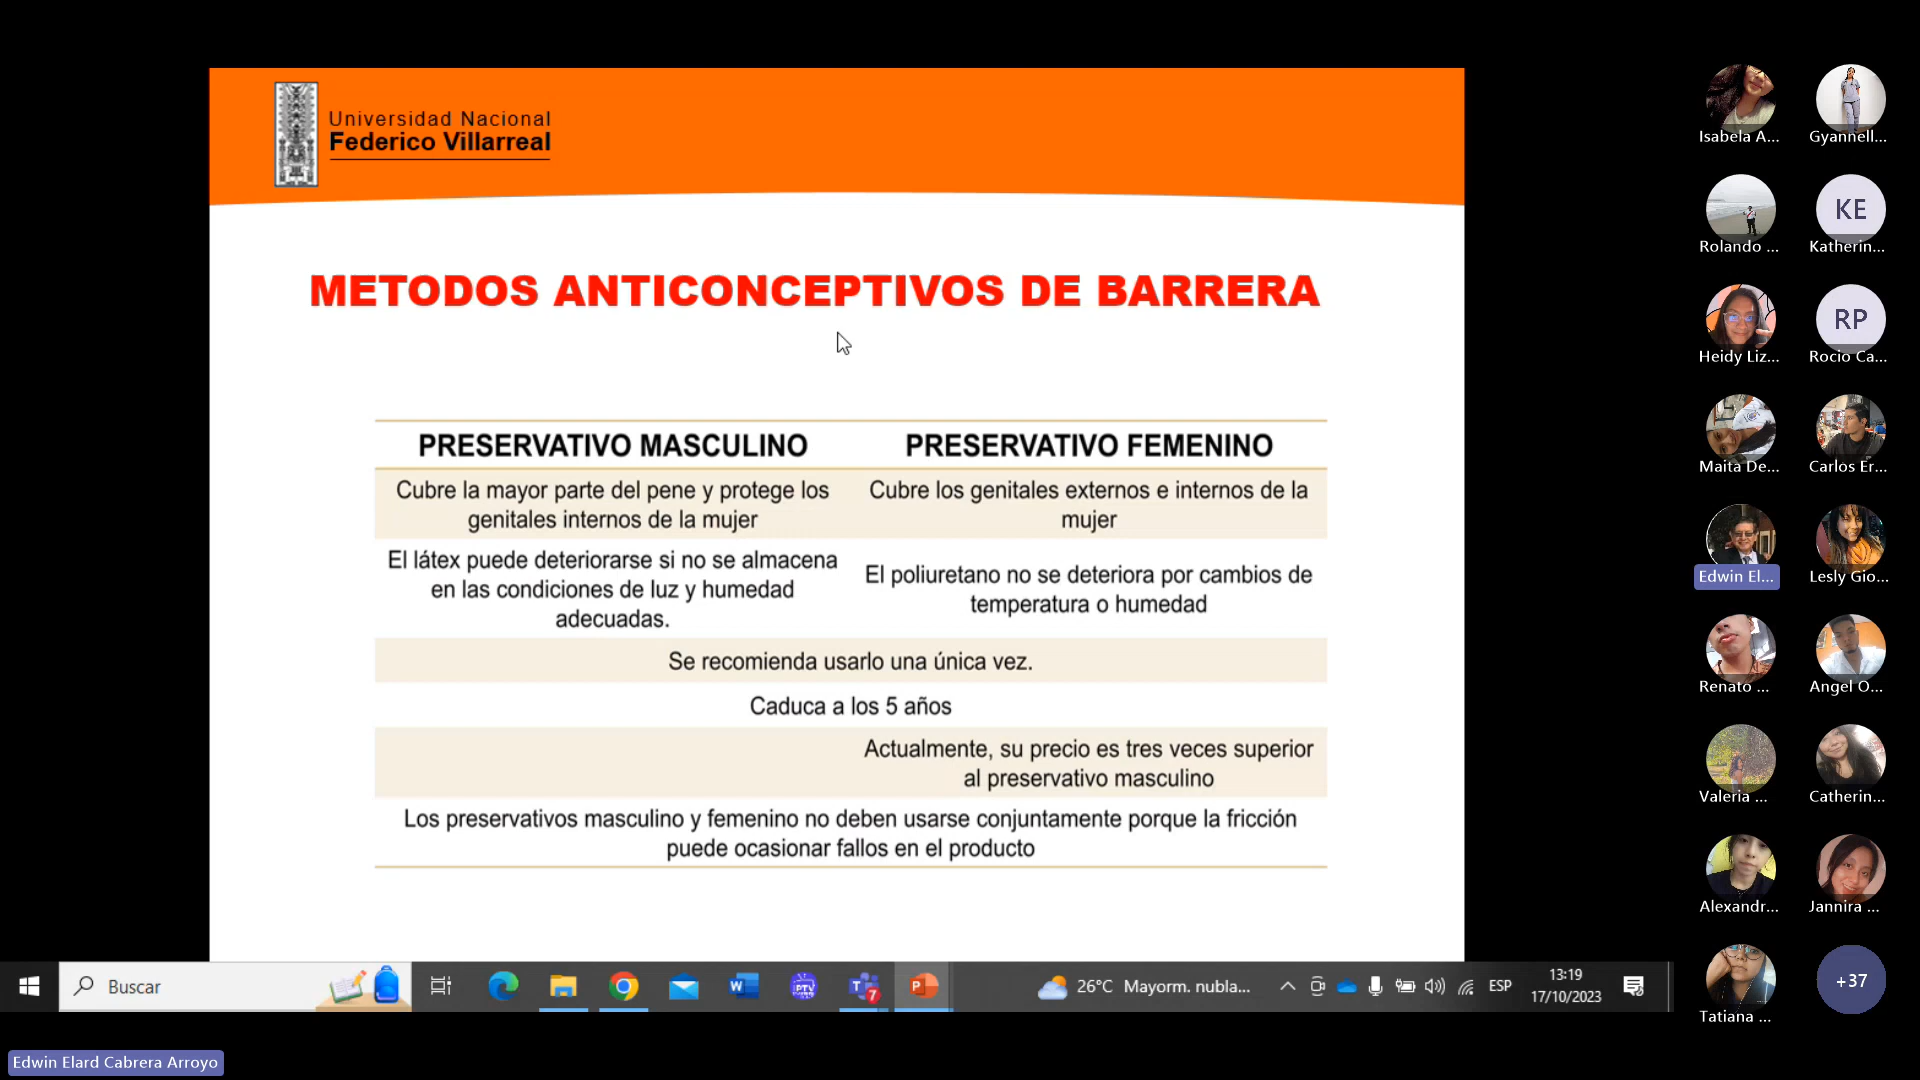 Universidad Nacional
Federico Villarreal
METODOS ANTICONCEPTIVOS DE BARRERA
PRESERVATIVO MASCULINO
PRESERVATIVO FEMENINO
Cubre la mayor parte del pene y protege los
genitales internos de la mujer
Cubre los genitales externos e internos de la
mujer
El látex puede deteriorarse si no se almacena
en las condiciones de luz y humedad
adecuadas.
El poliuretano no se deteriora por cambios de
temperatura o humedad
Se recomienda usarlo una única vez.
Caduca a los 5 años
Actualmente, su precio es tres veces superior
al preservativo masculino
Los preservativos masculino y femenino no deben usarse conjuntamente porque la fricción
puede ocasionar fallos en el producto
Isabela A...
Gyannell...
Rolando ...
KE
Katherin...
Heidy Liz...
RP
Rocio Ca...
Maita De...
Carlos Er...
Edwin El...
Lesly Gio...
Renato ...
Angel O...
Valeria ...
Catherin...
Alexandr...
Jannira ...
Tatiana ...
+37
Buscar
IPTV
7
26°C Mayorm. nubla...
ESP
13:19
17/10/2023
Edwin Elard Cabrera Arroyo